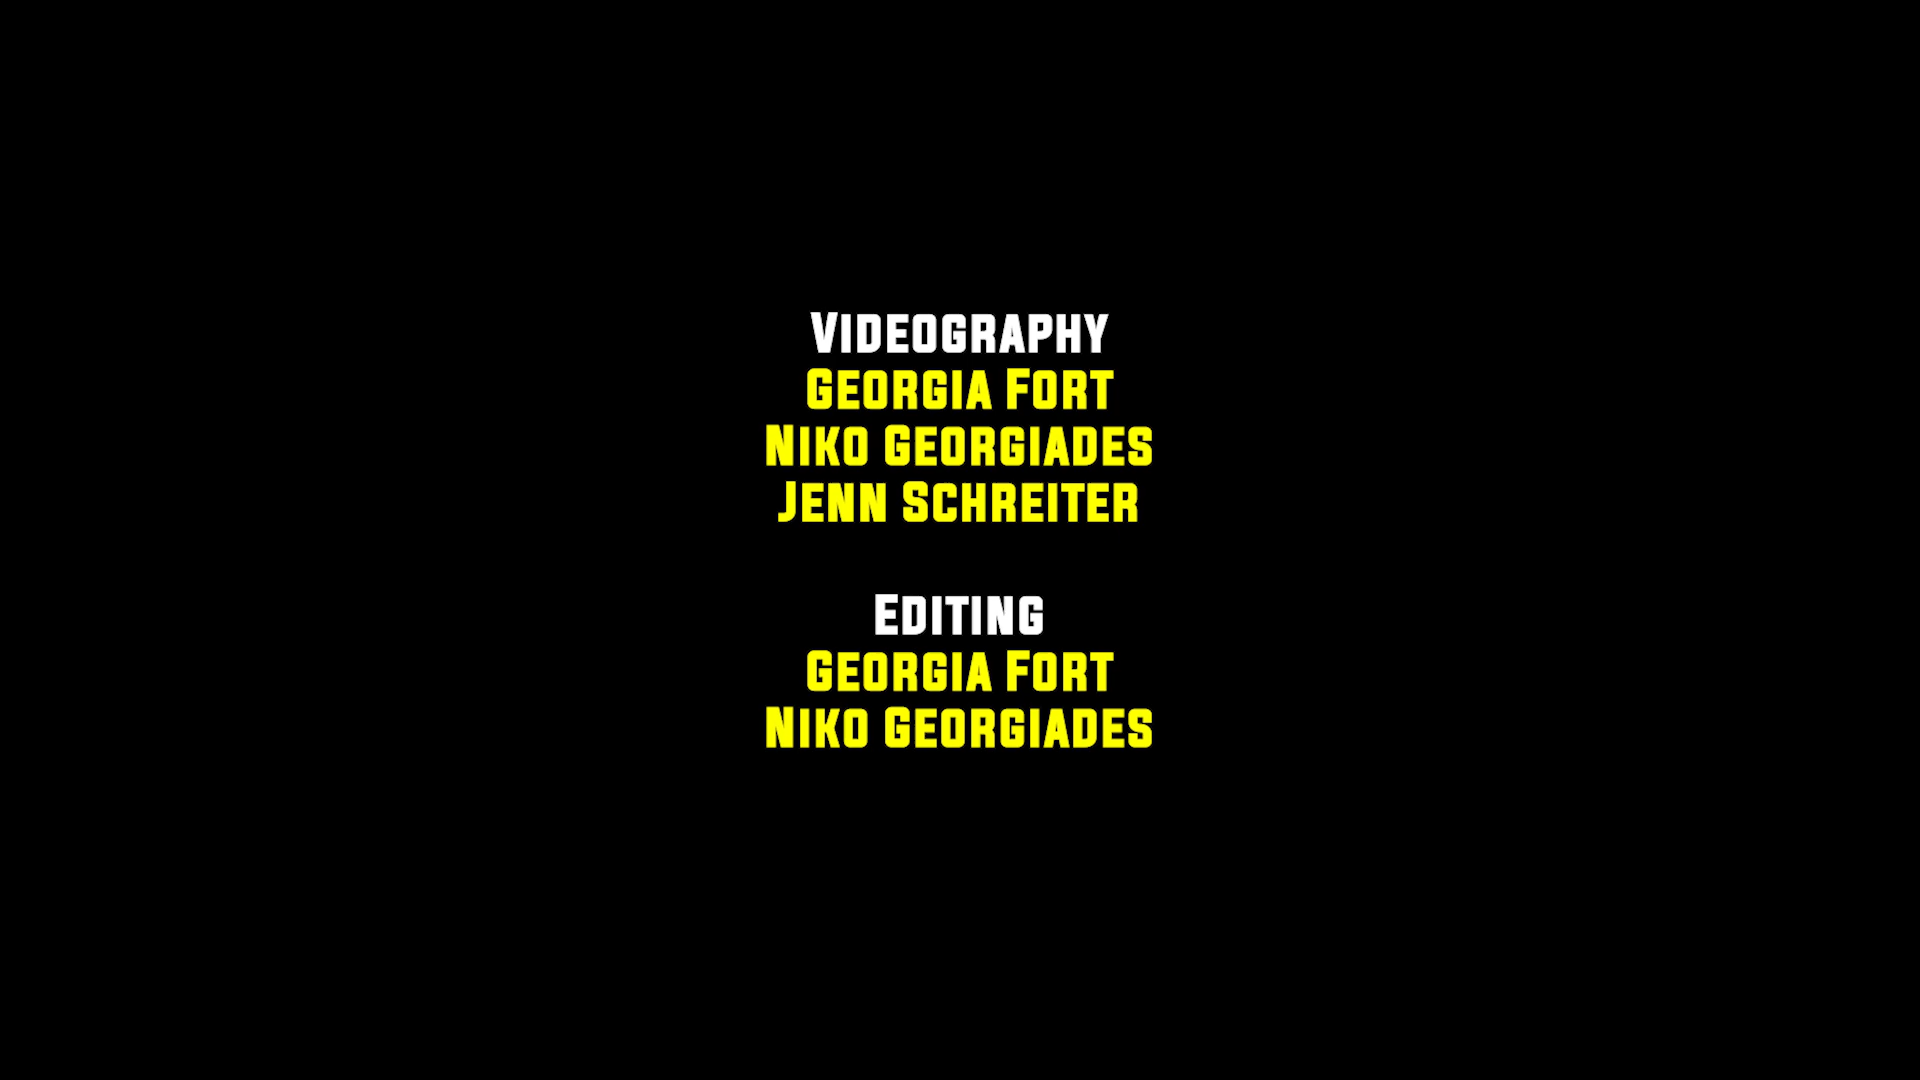 Videography
Georgia Fort
Niko Georgiades
Jenn Schreiter
Editing
Georgia Fort
Niko Georgiades